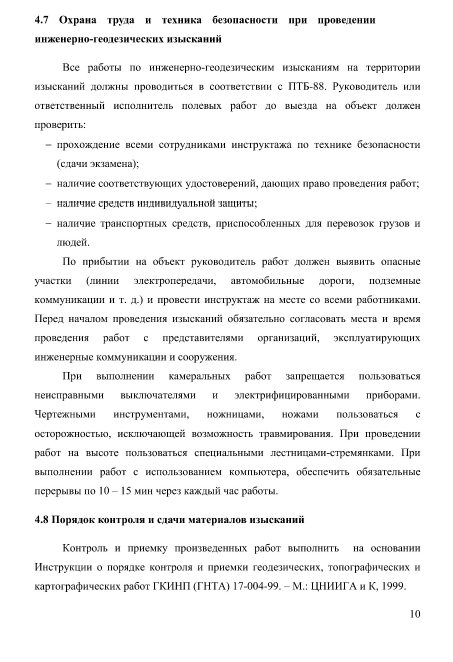 4.7 Охрана труда и техника безопасности при проведении
инженерно-геодезических изысканий
Все работы по инженерно-геодезическим изысканиям на территории
изысканий должны проводиться в соответствии с ПТБ-88. Руководитель или
ответственный исполнитель полевых работ до выезда на объект должен
проверить:
– прохождение всеми сотрудниками инструктажа по технике безопасности
(сдачи экзамена);
– наличие соответствующих удостоверений, дающих право проведения работ;
– наличие средств индивидуальной защиты;
– наличие транспортных средств, приспособленных для перевозок грузов и
людей.
По прибытии на объект руководитель работ должен выявить опасные
участки (линии электропередачи, автомобильные дороги, подземные
коммуникации и т. д.) и провести инструктаж на месте со всеми работниками.
Перед началом проведения изысканий обязательно согласовать места и время
проведения работ с представителями организаций, эксплуатирующих
инженерные коммуникации и сооружения.
При выполнении камеральных работ запрещается пользоваться
неисправными выключателями и электрифицированными приборами.
Чертежными инструментами, ножницами, ножами пользоваться с
осторожностью, исключающей возможность травмирования. При проведении
работ на высоте пользоваться специальными лестницами-стремянками. При
выполнении работ с использованием компьютера, обеспечить обязательные
перерывы по 10 – 15 мин через каждый час работы.
4.8 Порядок контроля и сдачи материалов изысканий
Контроль и приемку произведенных работ выполнить на основании
Инструкции о порядке контроля и приемки геодезических, топографических и
картографических работ ГКИНП (ГНТА) 17-004-99. – М.: ЦНИИГА и К, 1999.
10